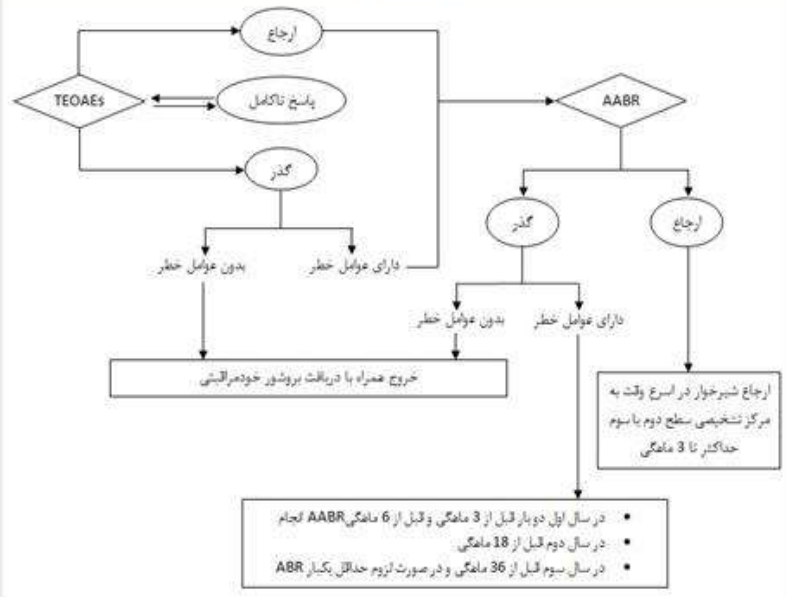 ارجاع
TEOAEs
پاسخ ناکامل
AABR
گذر
گذر
ارجاع
بدون عوامل خطر
دارای عوامل خطر
بدون عوامل خطر
دارای عوامل خطر
خروج همراه با دریافت بروشور خودمراقبتی
ارجاع شیرخوار در اسرع وقت به
مرکز تشخیصی سطح دوم یا سوم
حداکثر تا 3 ماهگی
• در سال اول دو بار قبل از 3 ماهگی و قبل از 6 ماهگی AABR انجام
• در سال دوم قبل از 18 ماهگی
• در سال سوم قبل از 36 ماهگی و در صورت لزوم حداقل یکبار ABR